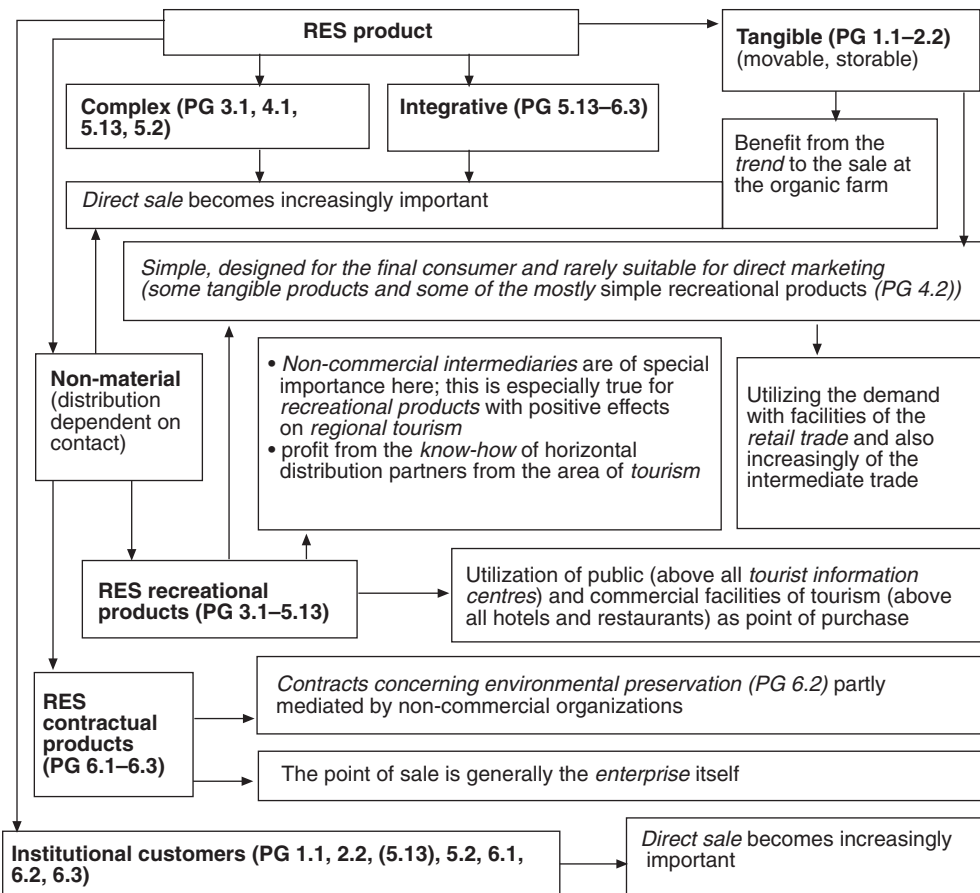 RES product
Tangible (PG 1.1–2.2)
(movable, storable)
Complex (PG 3.1, 4.1,
5.13, 5.2)
Integrative (PG 5.13–6.3)
Benefit from the
trend to the sale at
the organic farm
Direct sale becomes increasingly important
Simple, designed for the final consumer and rarely suitable for direct marketing
(some tangible products and some of the mostly simple recreational products (PG 4.2))
Non-material
(distribution
dependent on
contact)
• Non-commercial intermediaries are of special
importance here; this is especially true for
recreational products with positive effects
on regional tourism
• profit from the know-how of horizontal
distribution partners from the area of tourism
Utilizing the demand
with facilities of the
retail trade and also
increasingly of the
intermediate trade
RES recreational
products (PG 3.1–5.13)
Utilization of public (above all tourist information
centres) and commercial facilities of tourism (above
all hotels and restaurants) as point of purchase
RES
contractual
products
(PG 6.1–6.3)
Contracts concerning environmental preservation (PG 6.2) partly
mediated by non-commercial organizations
The point of sale is generally the enterprise itself
Institutional customers (PG 1.1, 2.2, (5.13), 5.2, 6.1,
6.2, 6.3)
Direct sale becomes increasingly
important